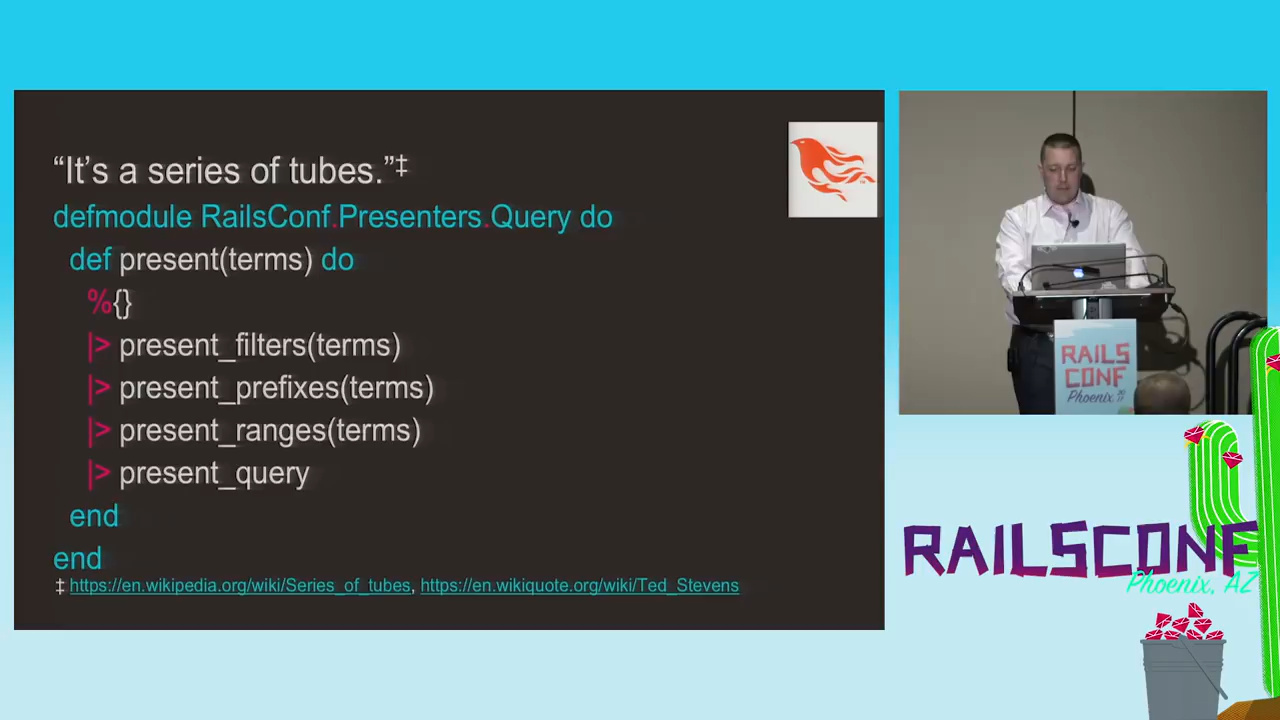 “It’s a series of tubes.”‡
defmodule RailsConf.Presenters.Query do
def present(terms) do
%{}
|> present_filters(terms)
|> present_prefixes(terms)
|> present_ranges(terms)
|> present_query
end
end
‡ https://en.wikipedia.org/wiki/Series_of_tubes, https://en.wikiquote.org/wiki/Ted_Stevens
RAILS
CONF
Phoenix 2017
RAILSCONF
Phoenix, AZ